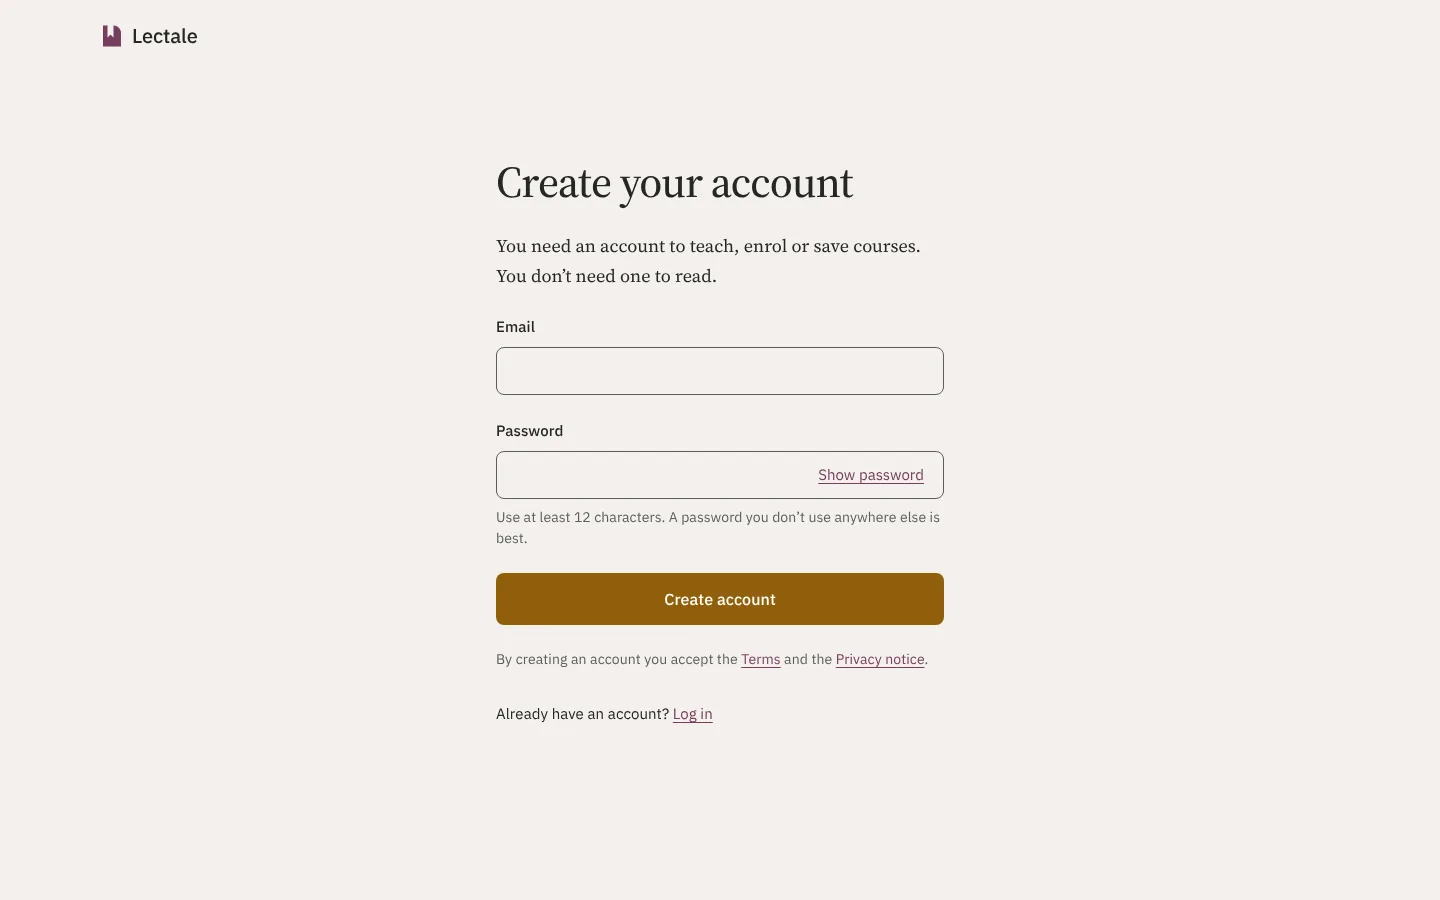 Lectale
Create your account
You need an account to teach, enrol or save courses.
You don’t need one to read.
Email
Password
Show password
Use at least 12 characters. A password you don’t use anywhere else is
best.
Create account
By creating an account you accept the Terms and the Privacy notice.
Already have an account? Log in